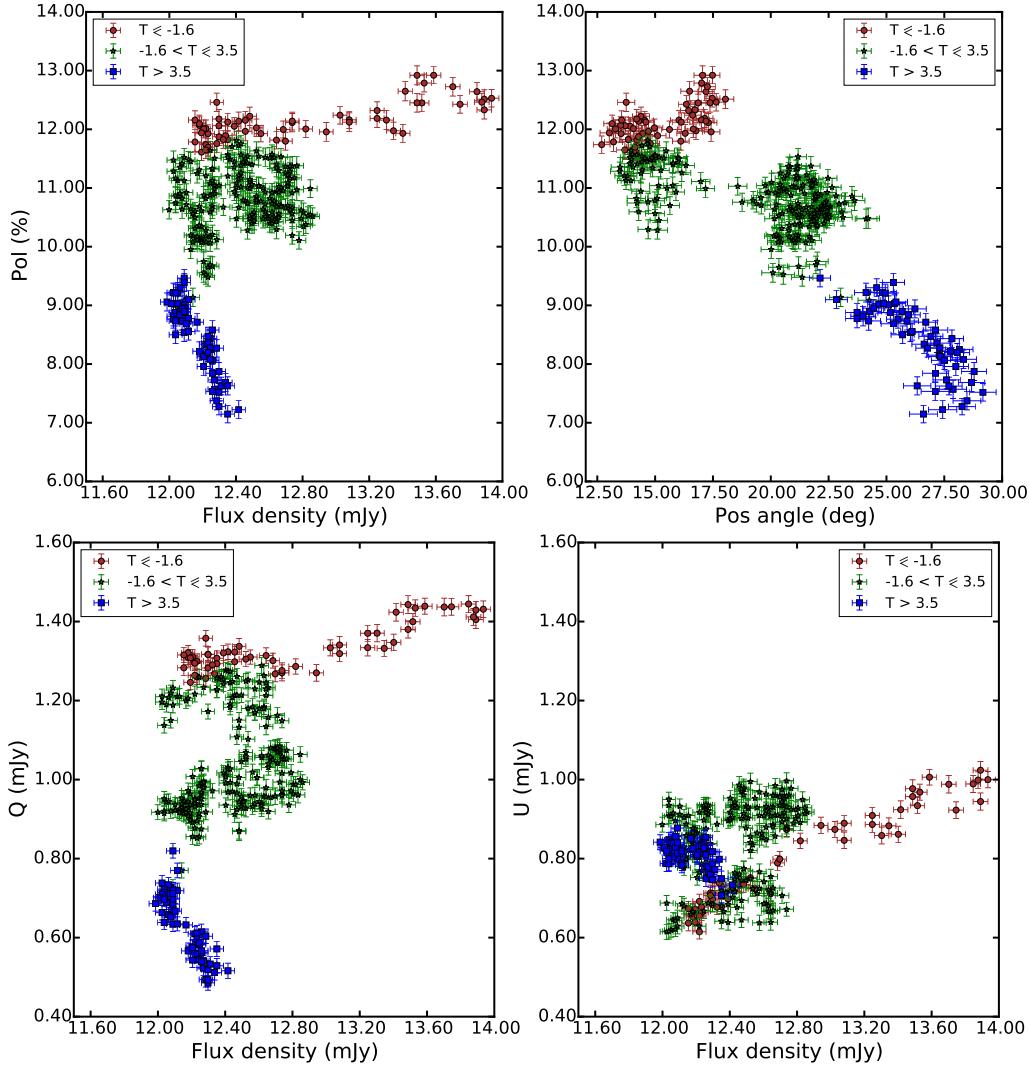 14.00
13.00
12.00
11.00
10.00
9.00
8.00
7.00
6.00
Pol (%)
T ⩽ -1.6
-1.6 < T ⩽ 3.5
T > 3.5
11.60 12.00 12.40 12.80 13.20 13.60 14.00
Flux density (mJy)
14.00
13.00
12.00
11.00
10.00
9.00
8.00
7.00
6.00
T ⩽ -1.6
-1.6 < T ⩽ 3.5
T > 3.5
12.50 15.00 17.50 20.00 22.50 25.00 27.50 30.00
Pos angle (deg)
1.60
1.40
1.20
1.00
0.80
0.60
0.40
Q (mJy)
T ⩽ -1.6
-1.6 < T ⩽ 3.5
T > 3.5
11.60 12.00 12.40 12.80 13.20 13.60 14.00
Flux density (mJy)
1.60
1.40
1.20
1.00
0.80
0.60
0.40
U (mJy)
T ⩽ -1.6
-1.6 < T ⩽ 3.5
T > 3.5
11.60 12.00 12.40 12.80 13.20 13.60 14.00
Flux density (mJy)